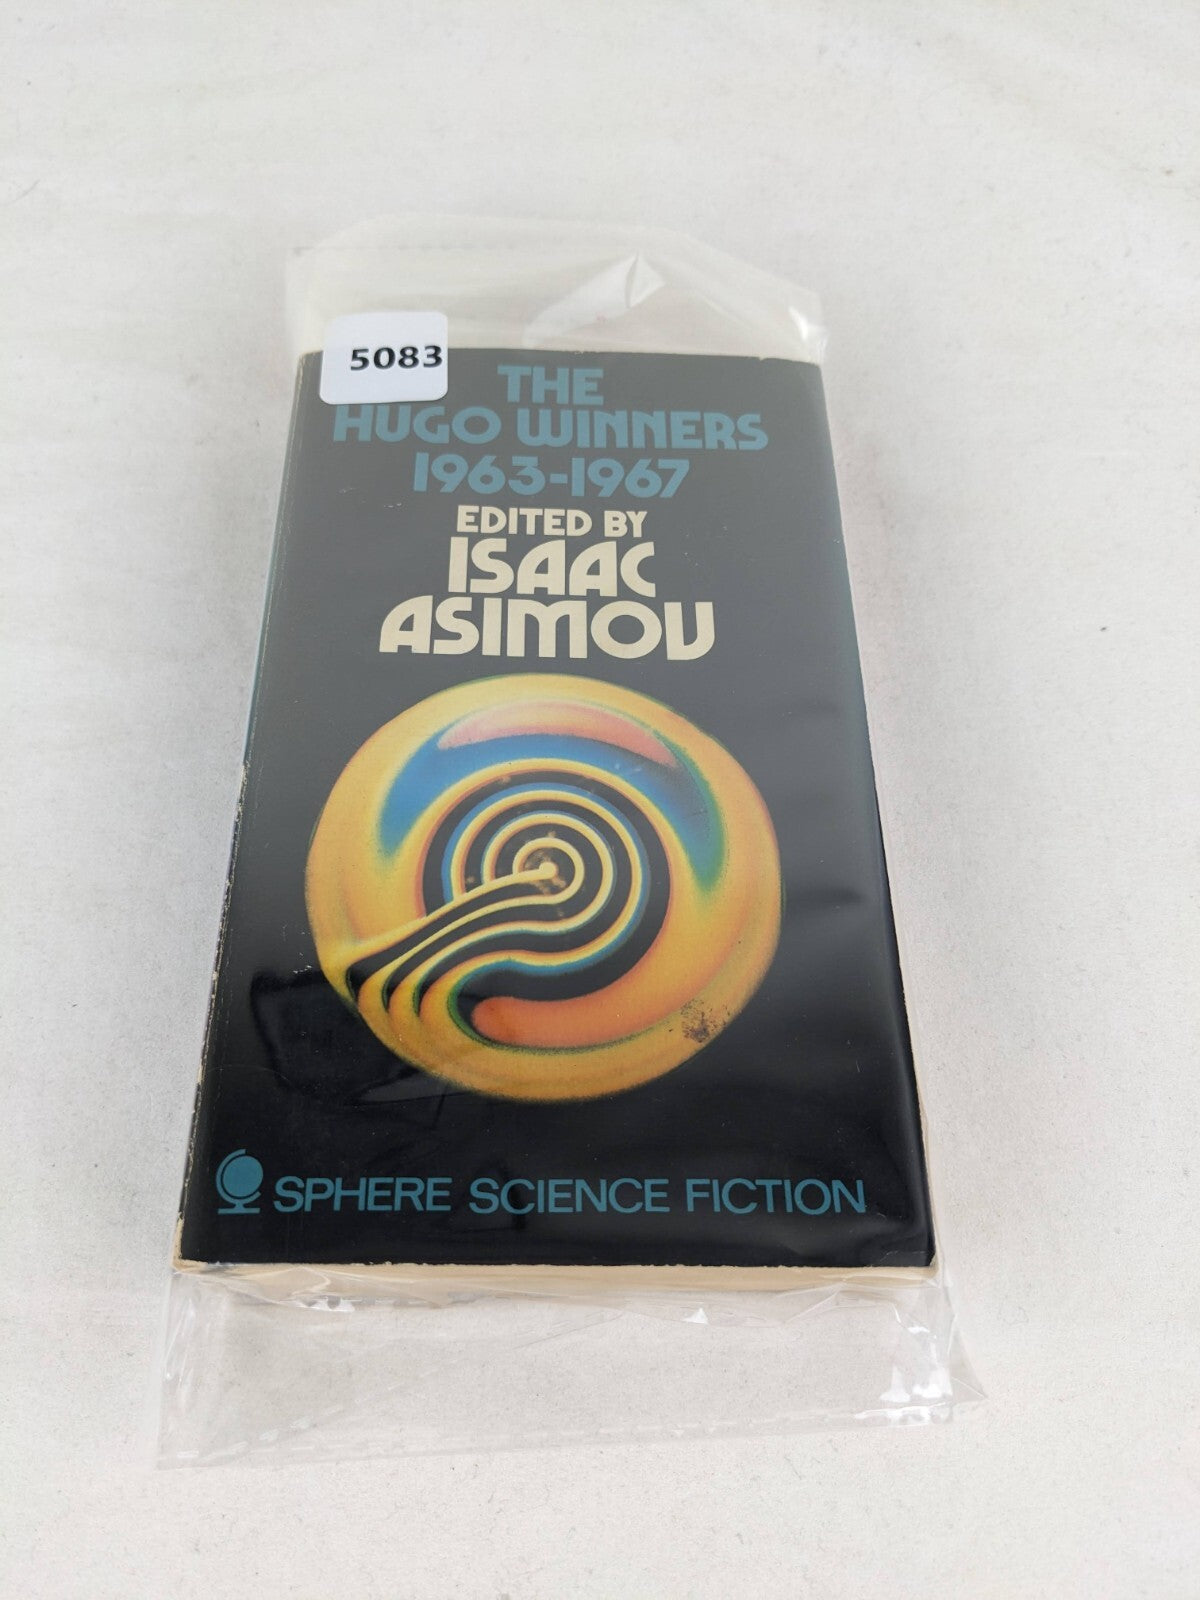 5083
THE
HUGO WINNERS
1963-1967
EDITED BY
ISAAC
ASIMOV
SPHERE SCIENCE FICTION